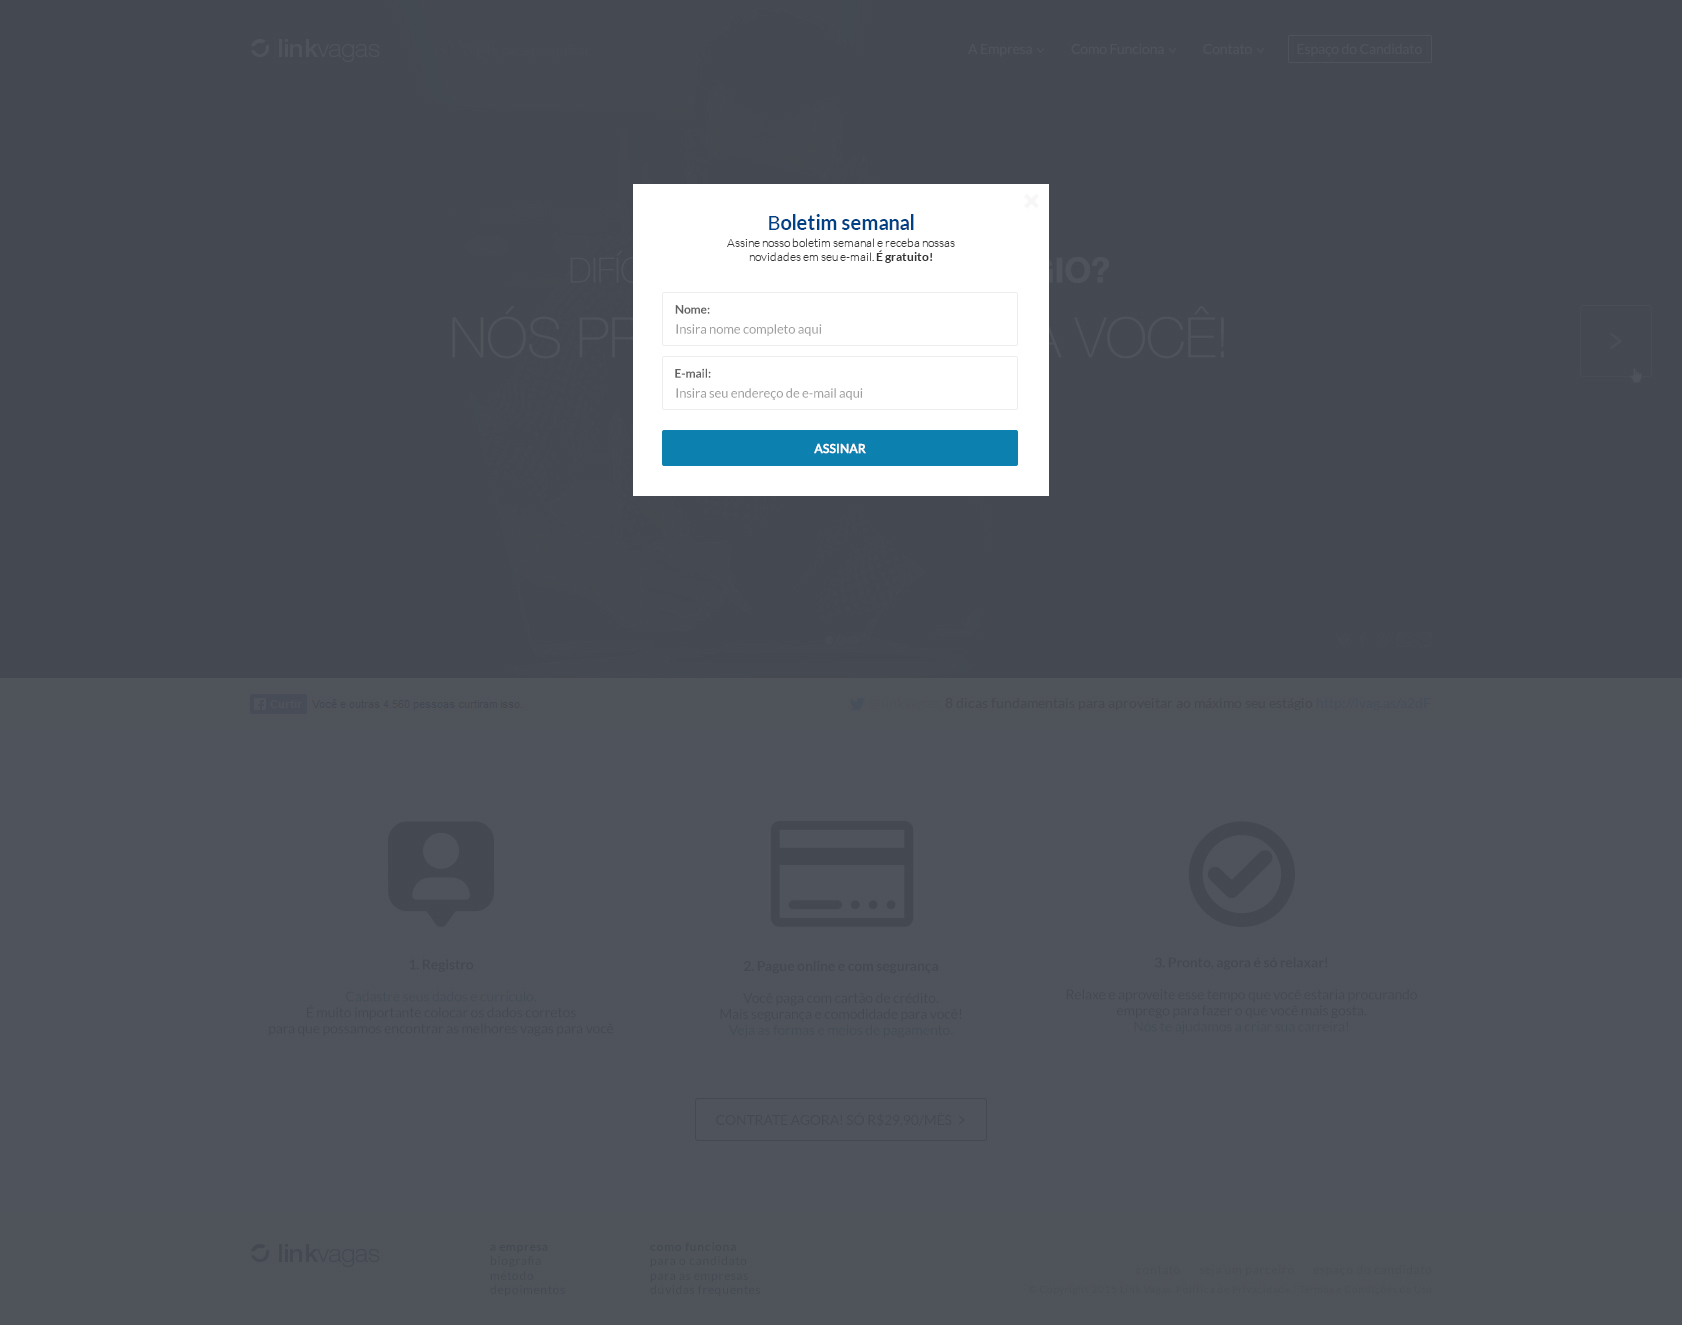 linkvagas
A Empresa
Como Funciona
Contato
Espaço do Candidato
Boletim semanal
Assine nosso boletim semanal e receba nossas
novidades em seu e-mail. É gratuito!
DIFÍC GIO?
NÓS PR A VOCÊ!
Nome:
Insira nome completo aqui
E-mail:
Insira seu endereço de e-mail aqui
ASSINAR
Curtir Você e outras 4.560 pessoas curtiram isso.
8 dicas fundamentais para aproveitar ao máximo seu estágio
1. Registro
Cadastre seus dados e currículo.
É muito importante colocar os dados corretos
para que possamos encontrar as melhores vagas para você
2. Pague online e com segurança
Você paga com cartão de crédito.
Mais segurança e comodidade para você!
Veja as formas e meios de pagamento.
3. Pronto, agora é só relaxar!
Relaxe e aproveite esse tempo que você estaria procurando
emprego para fazer o que você mais gosta.
Nós te ajudamos a criar sua carreira!
CONTRATE AGORA! SÓ R$29,90/MÊS >
linkvagas
a empresa
biografia
método
depoimentos
como funciona
para o candidato
para as empresas
dúvidas frequentes